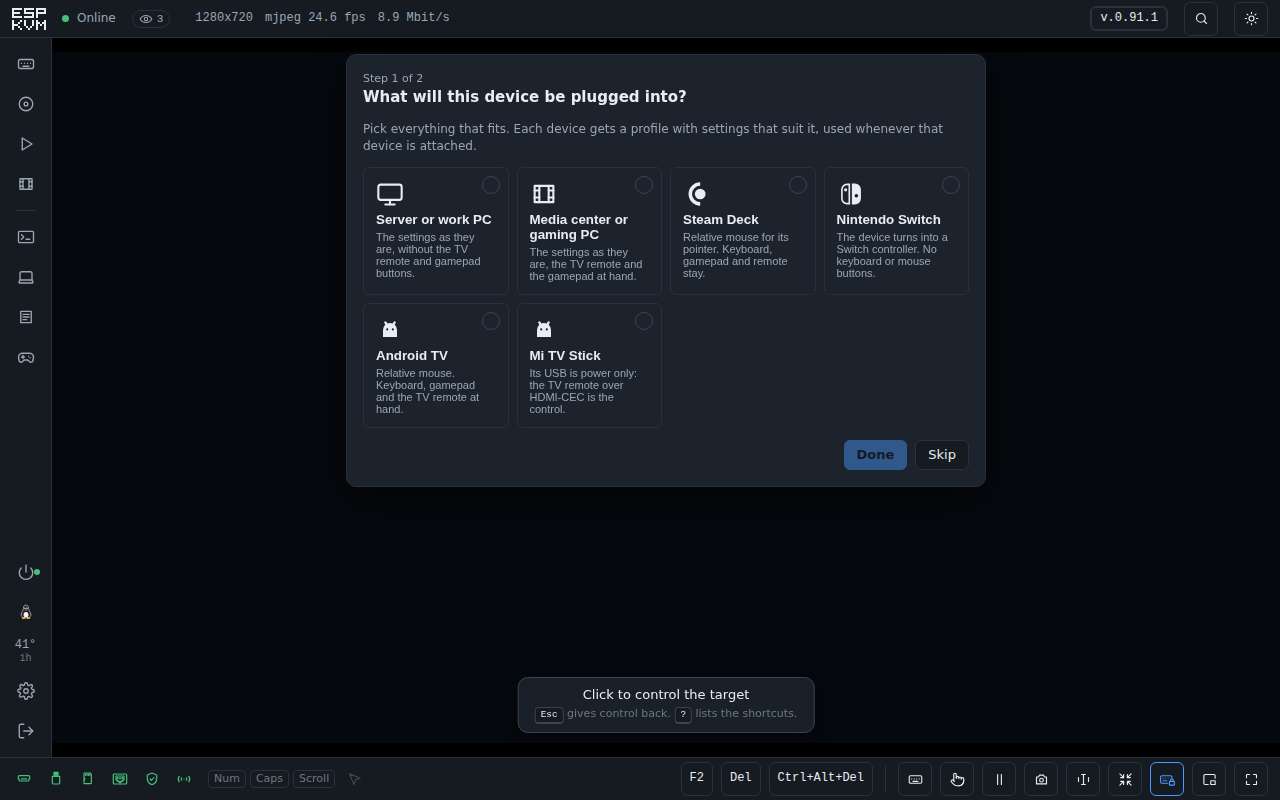 ESP
KVM
Online
3
1280x720 mjpeg 24.6 fps 8.9 Mbit/s
v.0.91.1
Step 1 of 2
What will this device be plugged into?
Pick everything that fits. Each device gets a profile with settings that suit it, used whenever that
device is attached.
Server or work PC
The settings as they
are, without the TV
remote and gamepad
buttons.
Media center or
gaming PC
The settings as they
are, the TV remote and
the gamepad at hand.
Steam Deck
Relative mouse for its
pointer. Keyboard,
gamepad and remote
stay.
Nintendo Switch
The device turns into a
Switch controller. No
keyboard or mouse
buttons.
Android TV
Relative mouse.
Keyboard, gamepad
and the TV remote at
hand.
Mi TV Stick
Its USB is power only:
the TV remote over
HDMI-CEC is the
control.
Done
Skip
41°
1h
Click to control the target
Esc gives control back. ? lists the shortcuts.
Num
Caps
Scroll
F2
Del
Ctrl+Alt+Del